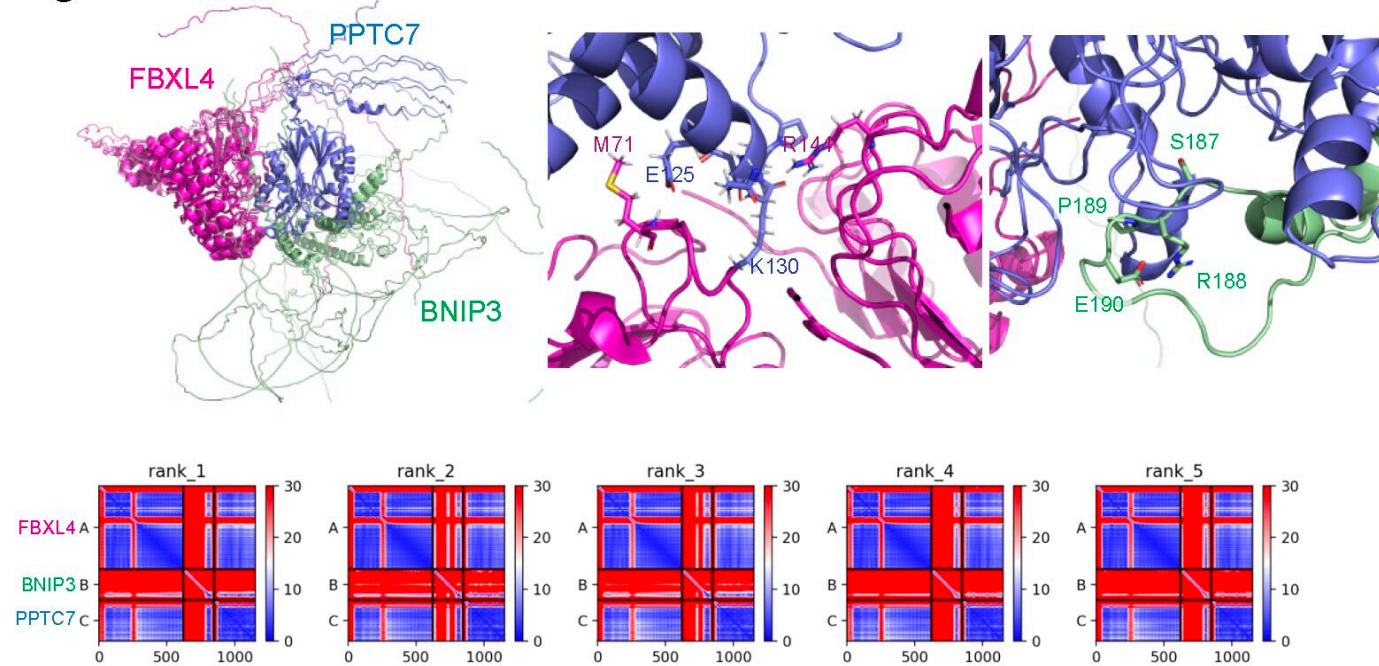 PPTC7
FBXL4
BNIP3
M71
E125
R144
K130
S187
P189
R188
E190
rank_1
rank_2
rank_3
rank_4
rank_5
FBXL4 A
BNIP3 B
PPTC7 C
30
20
10
0
0 500 1000
A
B
C
30
20
10
0
0 500 1000
A
B
C
30
20
10
0
0 500 1000
A
B
C
30
20
10
0
0 500 1000
A
B
C
30
20
10
0
0 500 1000